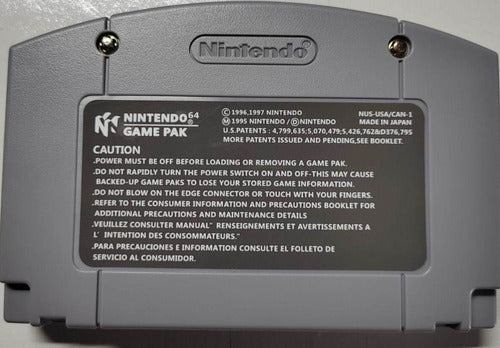 Nintendo
NINTENDO 64®
GAME PAK
©1996,1997 NINTENDO
Ⓜ1995 NINTENDO /ⒹNINTENDO
U.S.PATENTS : 4,799,635;5,070,479;5,426,762&D376,795
MORE PATENTS ISSUED AND PENDING,SEE BOOKLET.
NUS-USA/CAN-1
MADE IN JAPAN
CAUTION
.POWER MUST BE OFF BEFORE LOADING OR REMOVING A GAME PAK.
.DO NOT RAPIDLY TURN THE POWER SWITCH ON AND OFF-THIS MAY CAUSE
BACKED-UP GAME PAKS TO LOSE YOUR STORED GAME INFORMATION.
.DO NOT BLOW ON THE EDGE CONNECTOR OR TOUCH WITH YOUR FINGERS.
.REFER TO THE CONSUMER INFORMATION AND PRECAUTIONS BOOKLET FOR
ADDITIONAL PRECAUTIONS AND MAINTENANCE DETAILS
.VEUILLEZ CONSULTER MANUEL" RENSEIGNEMENTS ET AVERTISSEMENTS A
L' INTENTION DES CONSOMMATEURS."
.PARA PRECAUCIONES E INFORMATION CONSULTE EL FOLLETO DE
SERVICIO AL CONSUMIDOR.